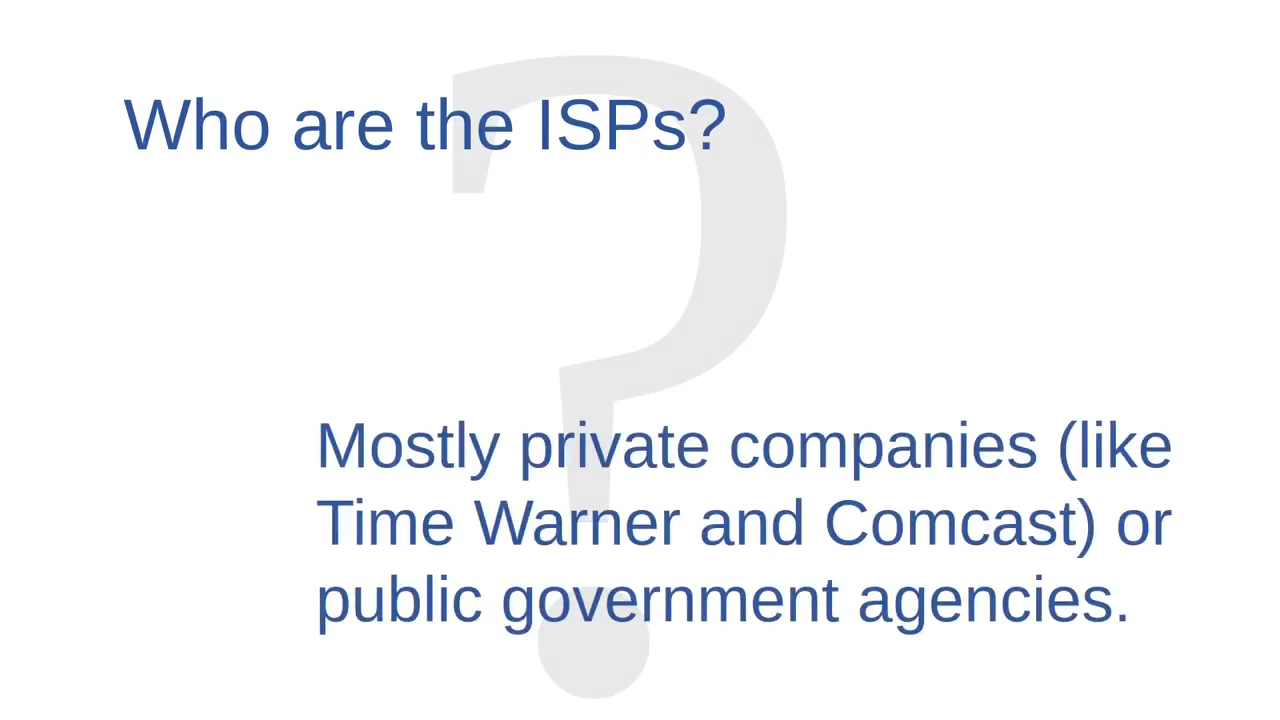 Who are the ISPs?
Mostly private companies (like
Time Warner and Comcast) or
public government agencies.